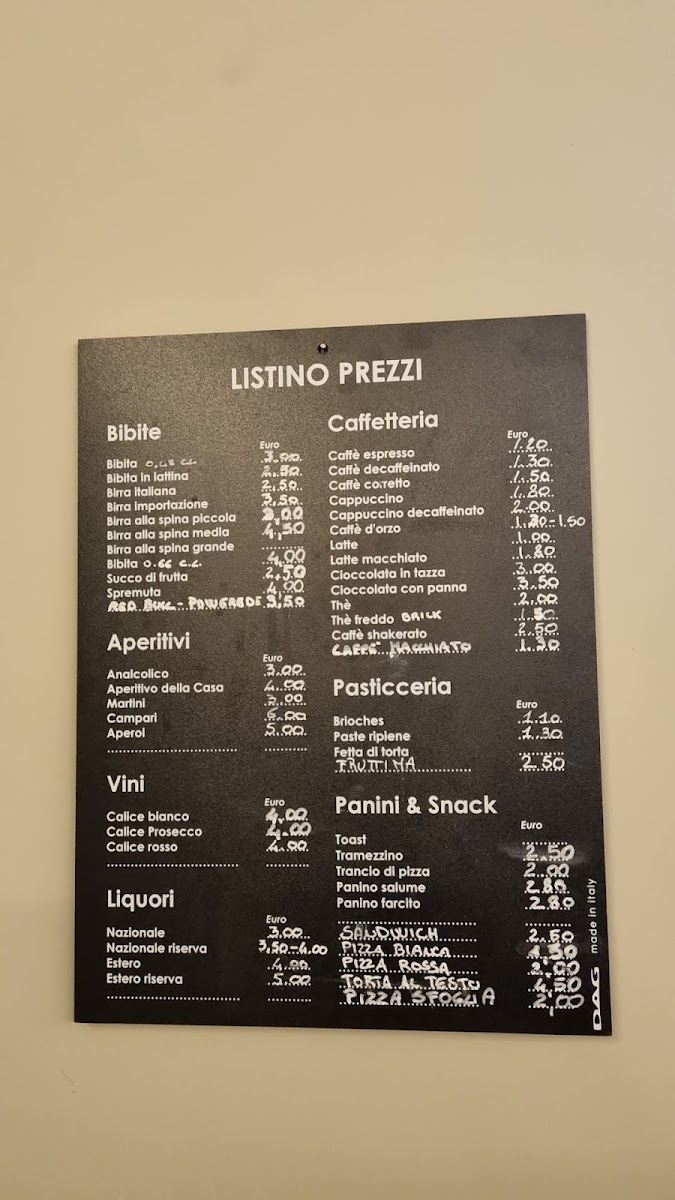 LISTINO PREZZI
Bibite
Euro
Bibita 0,48 CL 3.00
Bibita in lattina 2.50
Birra italiana 2.50
Birra importazione 3.50
Birra alla spina piccola 3,00
Birra alla spina media 4,50
Birra alla spina grande
Bibita 0.66 C.L. 4.00
Succo di frutta 2,50
Spremuta 4.00
RED BULL - POWEREDE 3,50
Aperitivi
Euro
Analcolico 3.00
Aperitivo della Casa 4.00
Martini 3.00
Campari 5.00
Aperol 5.00
Vini
Euro
Calice bianco 4,00
Calice Prosecco 4,00
Calice rosso 4.00
Liquori
Euro
Nazionale 3.00
Nazionale riserva 3,50-4.00
Estero 4.00
Estero riserva 5.00
Caffetteria
Euro
Caffè espresso 1.20
Caffè decaffeinato 1.30
Caffè corretto 1.50
Cappuccino 1.80
Cappuccino decaffeinato 2.00
Caffè d'orzo 1.30-1.50
Latte 1.00
Latte macchiato 1.80
Cioccolata in tazza 3.00
Cioccolata con panna 3.50
Thè 2.00
Thè freddo BRICK 1.50
Caffè shakerato 2.50
CAFFE' MACCHIATO 1.30
Pasticceria
Euro
Brioches 1.10
Paste ripiene 1.30
Fetta di torta
FRUTTINA 2.50
Panini & Snack
Euro
Toast
Tramezzino 2.50
Trancio di pizza 2.00
Panino salume 2.80
Panino farcito 2.80
SANDWICH 2.50
PIZZA BIANCA
PIZZA ROSSA
TORTA AL TESTO 4,50
PIZZA SFOGLIA 2,00
DAG made in italy